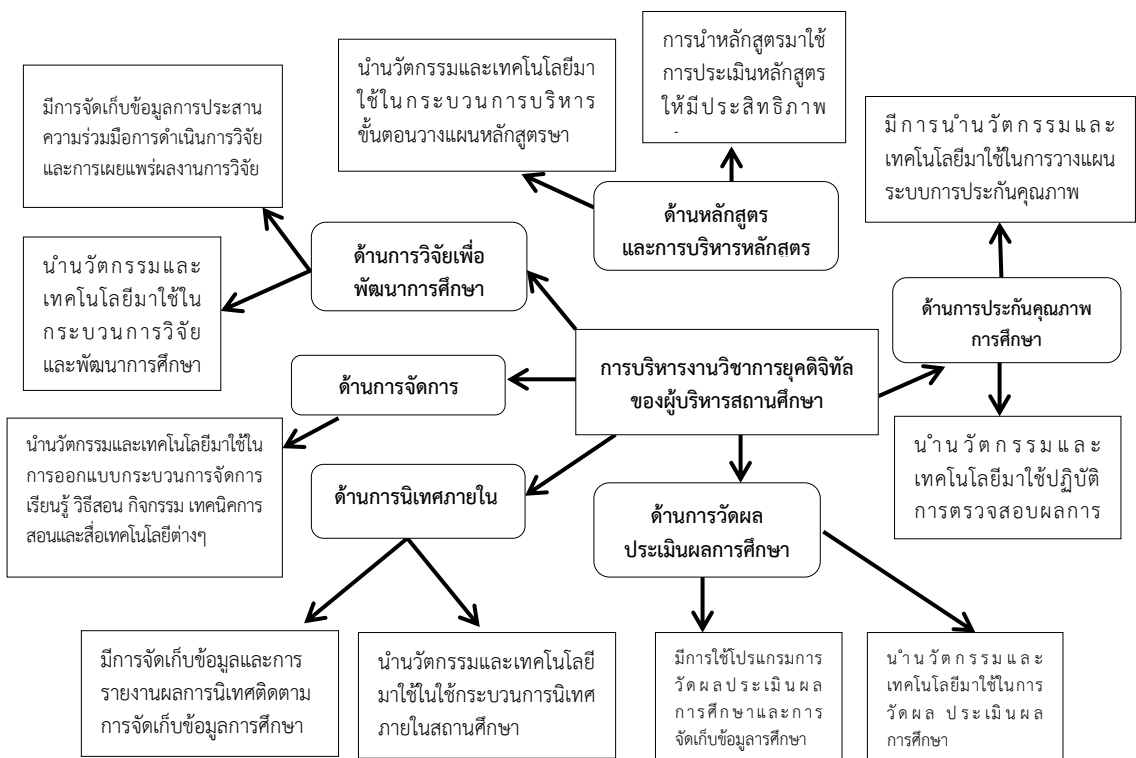 การนำหลักสูตรมาใช้
การประเมินหลักสูตร
ให้มีประสิทธิภาพ
นำนวัตกรรมและเทคโนโลยีมา
ใช้ในกระบวนการบริหาร
ขั้นตอนวางแผนหลักสูตรษา
มีการจัดเก็บข้อมูลการประสาน
ความร่วมมือการดำเนินการวิจัย
และการเผยแพร่ผลงานการวิจัย
มีการนำนวัตกรรมและ
เทคโนโลยีมาใช้ในการวางแผน
ระบบการประกันคุณภาพ
ด้านหลักสูตร
และการบริหารหลักสูตร
ด้านการวิจัยเพื่อ
พัฒนาการศึกษา
นำนวัตกรรมและ
เทคโนโลยีมาใช้ใน
กระบวนการวิจัย
และพัฒนาการศึกษา
ด้านการประกันคุณภาพ
การศึกษา
การบริหารงานวิชาการยุคดิจิทัล
ของผู้บริหารสถานศึกษา
ด้านการจัดการ
นำนวัตกรรมและเทคโนโลยีมาใช้ใน
การออกแบบกระบวนการจัดการ
เรียนรู้ วิธีสอน กิจกรรม เทคนิคการ
สอนและสื่อเทคโนโลยีต่างๆ
นำนวัตกรรมและ
เทคโนโลยีมาใช้ปฏิบัติ
การตรวจสอบผลการ
ด้านการนิเทศภายใน
ด้านการวัดผล
ประเมินผลการศึกษา
มีการจัดเก็บข้อมูลและการ
รายงานผลการนิเทศติดตาม
การจัดเก็บข้อมูลการศึกษา
นำนวัตกรรมและเทคโนโลยี
มาใช้ในใช้กระบวนการนิเทศ
ภายในสถานศึกษา
มีการใช้โปรแกรมการ
วัดผลประเมินผล
การศึกษาและการ
จัดเก็บข้อมูลารศึกษา
นำนวัตกรรมและ
เทคโนโลยีมาใช้ในการ
วัดผล ประเมินผล
การศึกษา